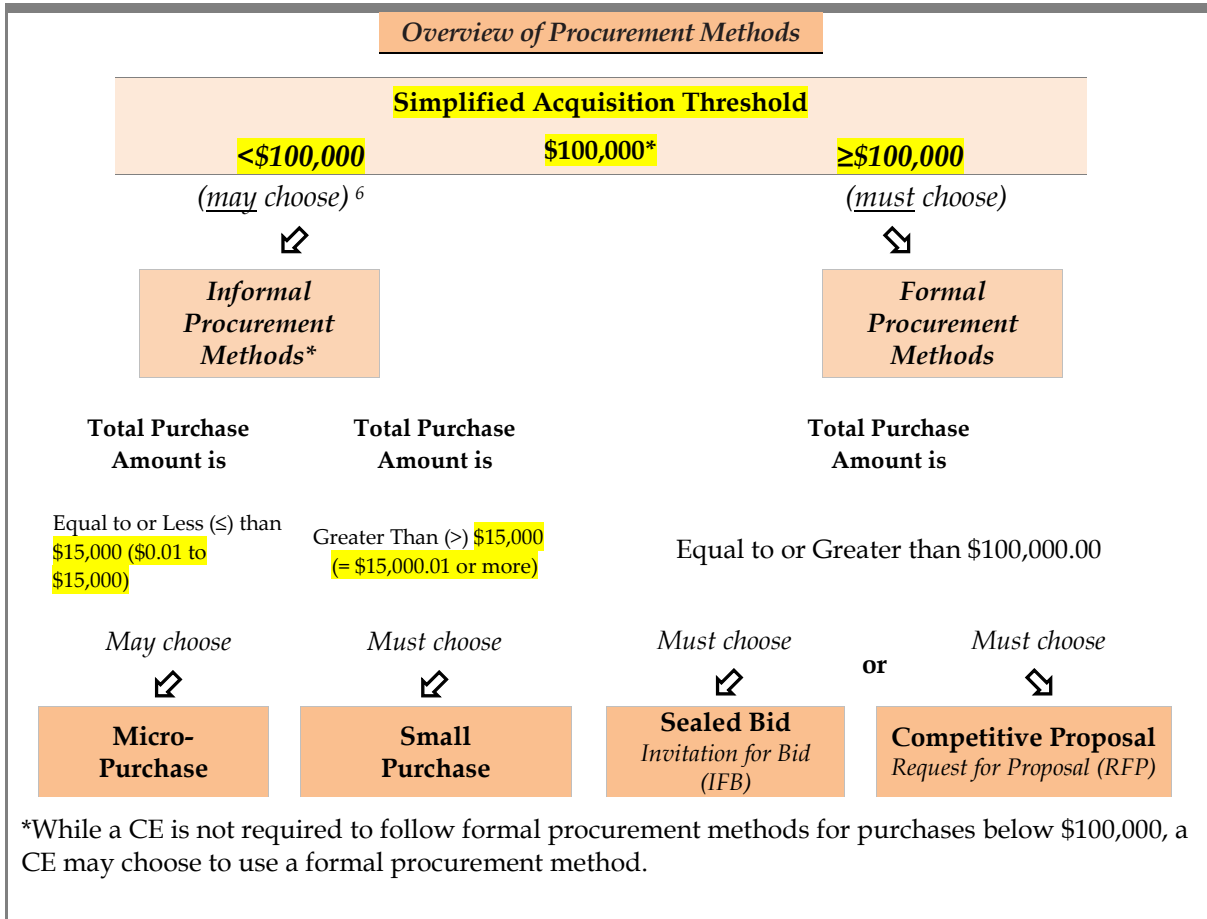 Overview of Procurement Methods
Simplified Acquisition Threshold
<$100,000
$100,000*
≥$100,000
(may choose) 6
(must choose)
Informal
Procurement
Methods*
Formal
Procurement
Methods
Total Purchase
Amount is
Total Purchase
Amount is
Total Purchase
Amount is
Equal to or Less (≤) than
$15,000 ($0.01 to
$15,000)
Greater Than (>) $15,000
(= $15,000.01 or more)
Equal to or Greater than $100,000.00
May choose
Must choose
Must choose
or
Must choose
Micro-
Purchase
Small
Purchase
Sealed Bid
Invitation for Bid
(IFB)
Competitive Proposal
Request for Proposal (RFP)
*While a CE is not required to follow formal procurement methods for purchases below $100,000, a
CE may choose to use a formal procurement method.